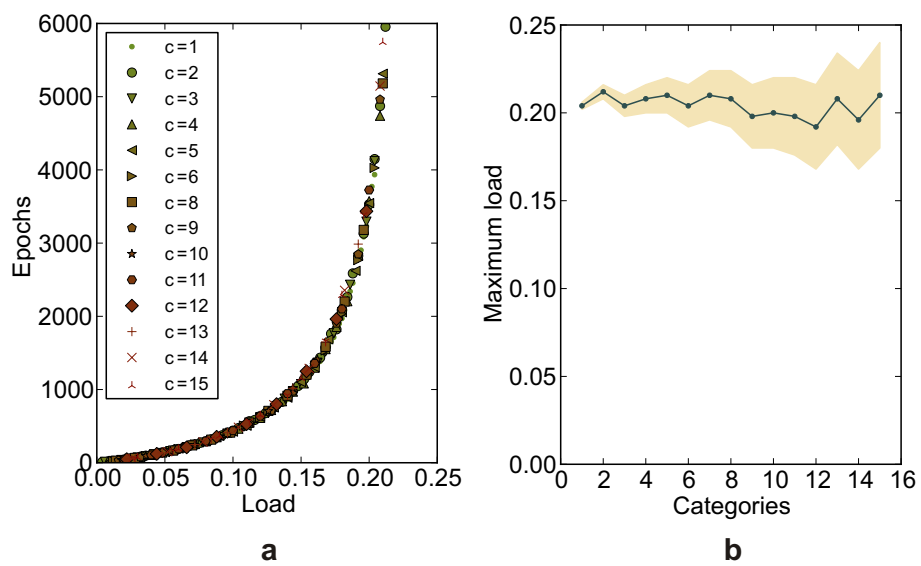 6000
5000
4000
3000
2000
1000
0
Epochs
c=1
c=2
c=3
c=4
c=5
c=6
c=8
c=9
c=10
c=11
c=12
c=13
c=14
c=15
0.00 0.05 0.10 0.15 0.20 0.25
Load
a
0.25
0.20
0.15
0.10
0.05
0.00
Maximum load
0 2 4 6 8 10 12 14 16
Categories
b